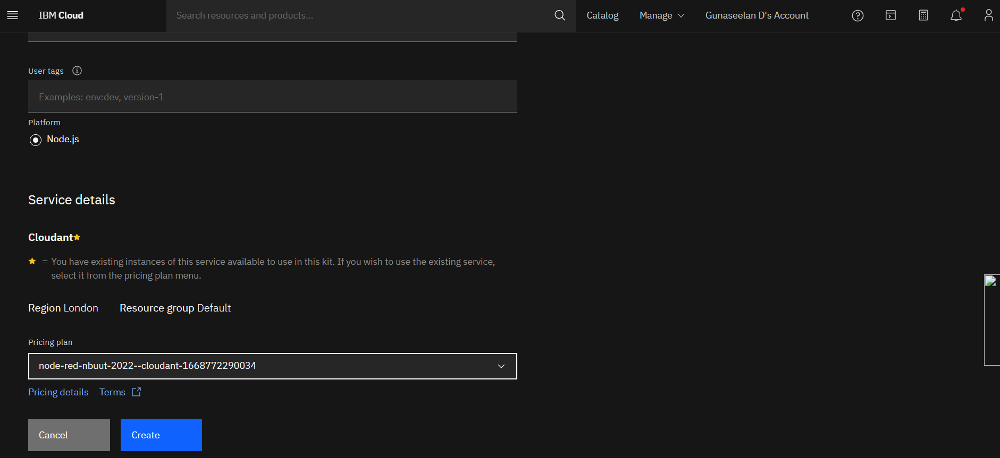 IBM Cloud
Search resources and products...
Catalog
Manage
Gunaseelan D's Account
User tags
Examples: env:dev, version-1
Platform
Node.js
Service details
Cloudant
= You have existing instances of this service available to use in this kit. If you wish to use the existing service,
select it from the pricing plan menu.
Region London
Resource group Default
Pricing plan
node-red-nbuut-2022--cloudant-1668772290034
Pricing details
Terms
Cancel
Create